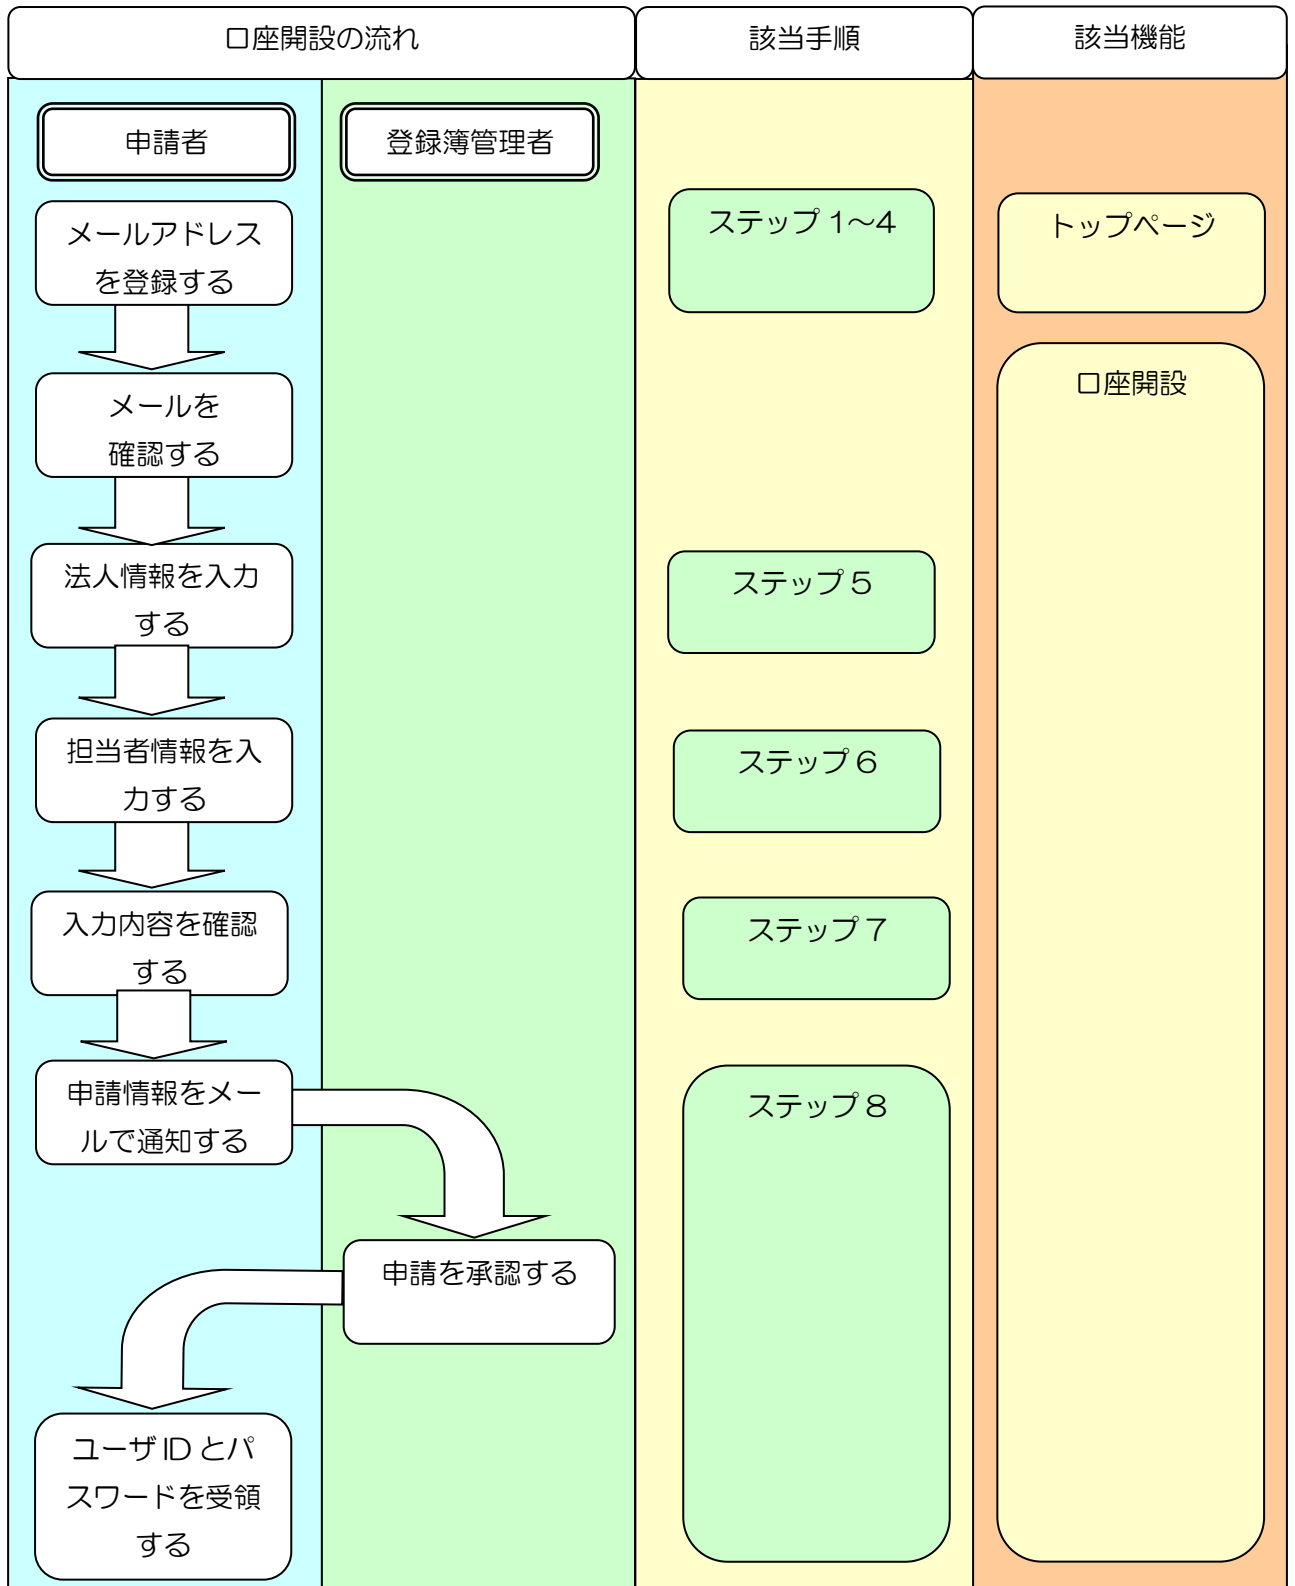 口座開設の流れ
該当手順
該当機能
申請者
登録簿管理者
メールアドレス
を登録する
ステップ1~4
トップページ
メールを
確認する
口座開設
法人情報を入力
する
ステップ5
担当者情報を入
力する
ステップ6
入力内容を確認
する
ステップ7
申請情報をメー
ルで通知する
ステップ8
申請を承認する
ユーザIDとパ
スワードを受領
する